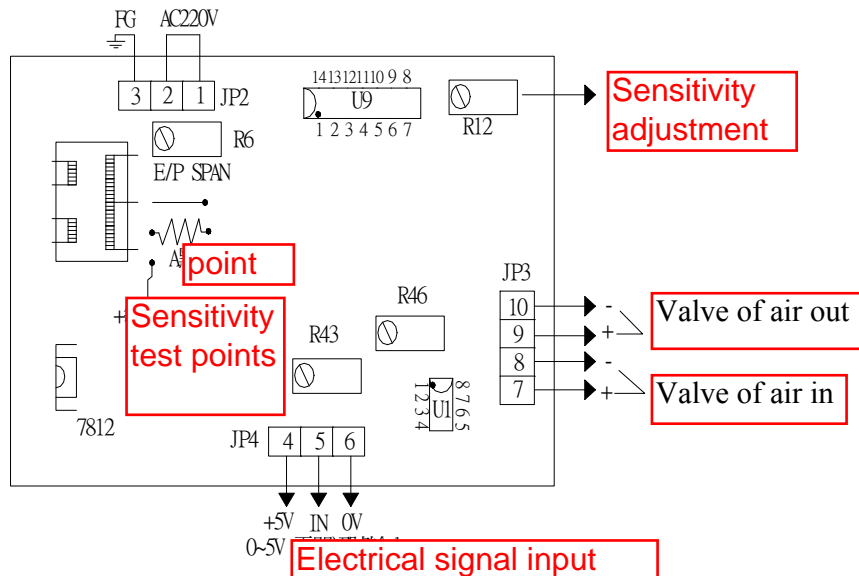 FG AC220V
3 2 1 JP2
14 13 12 11 10 9 8
U9
1 2 3 4 5 6 7
R12
Sensitivity
adjustment
R6
E/P SPAN
A
point
Sensitivity
test points
+
7812
R43
R46
JP3
10 -
9 +
8 -
7 +
Valve of air out
Valve of air in
8 7 6 5
U1
1 2 3 4
JP4 4 5 6
+5V IN 0V
0~5V
Electrical signal input